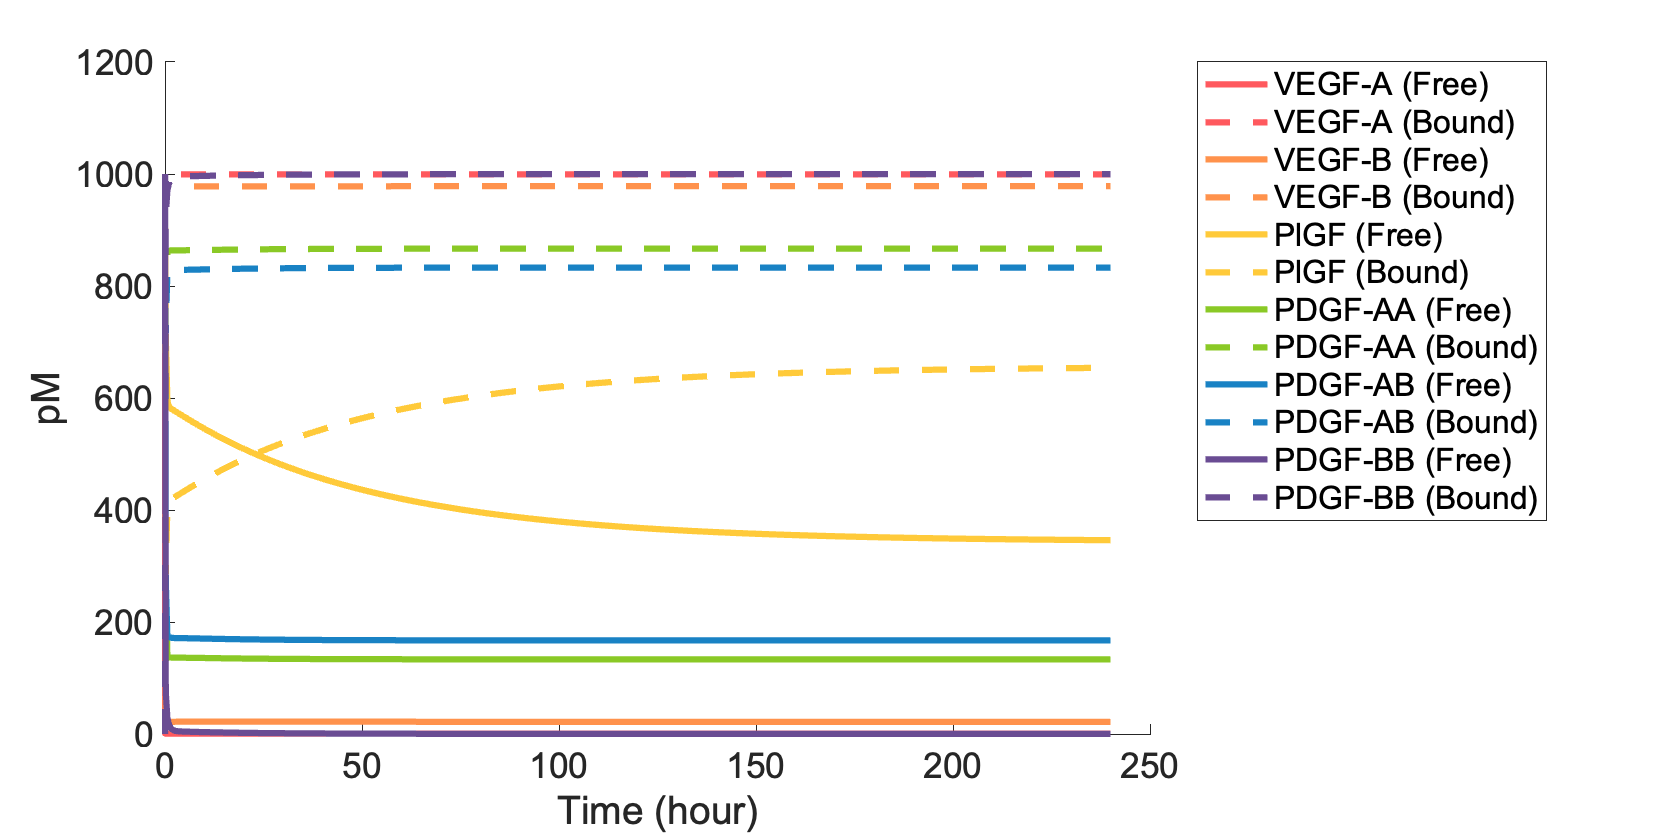 1200
1000
800
600
400
200
0
pM
0 50 100 150 200 250
Time (hour)
VEGF-A (Free)
VEGF-A (Bound)
VEGF-B (Free)
VEGF-B (Bound)
PlGF (Free)
PlGF (Bound)
PDGF-AA (Free)
PDGF-AA (Bound)
PDGF-AB (Free)
PDGF-AB (Bound)
PDGF-BB (Free)
PDGF-BB (Bound)